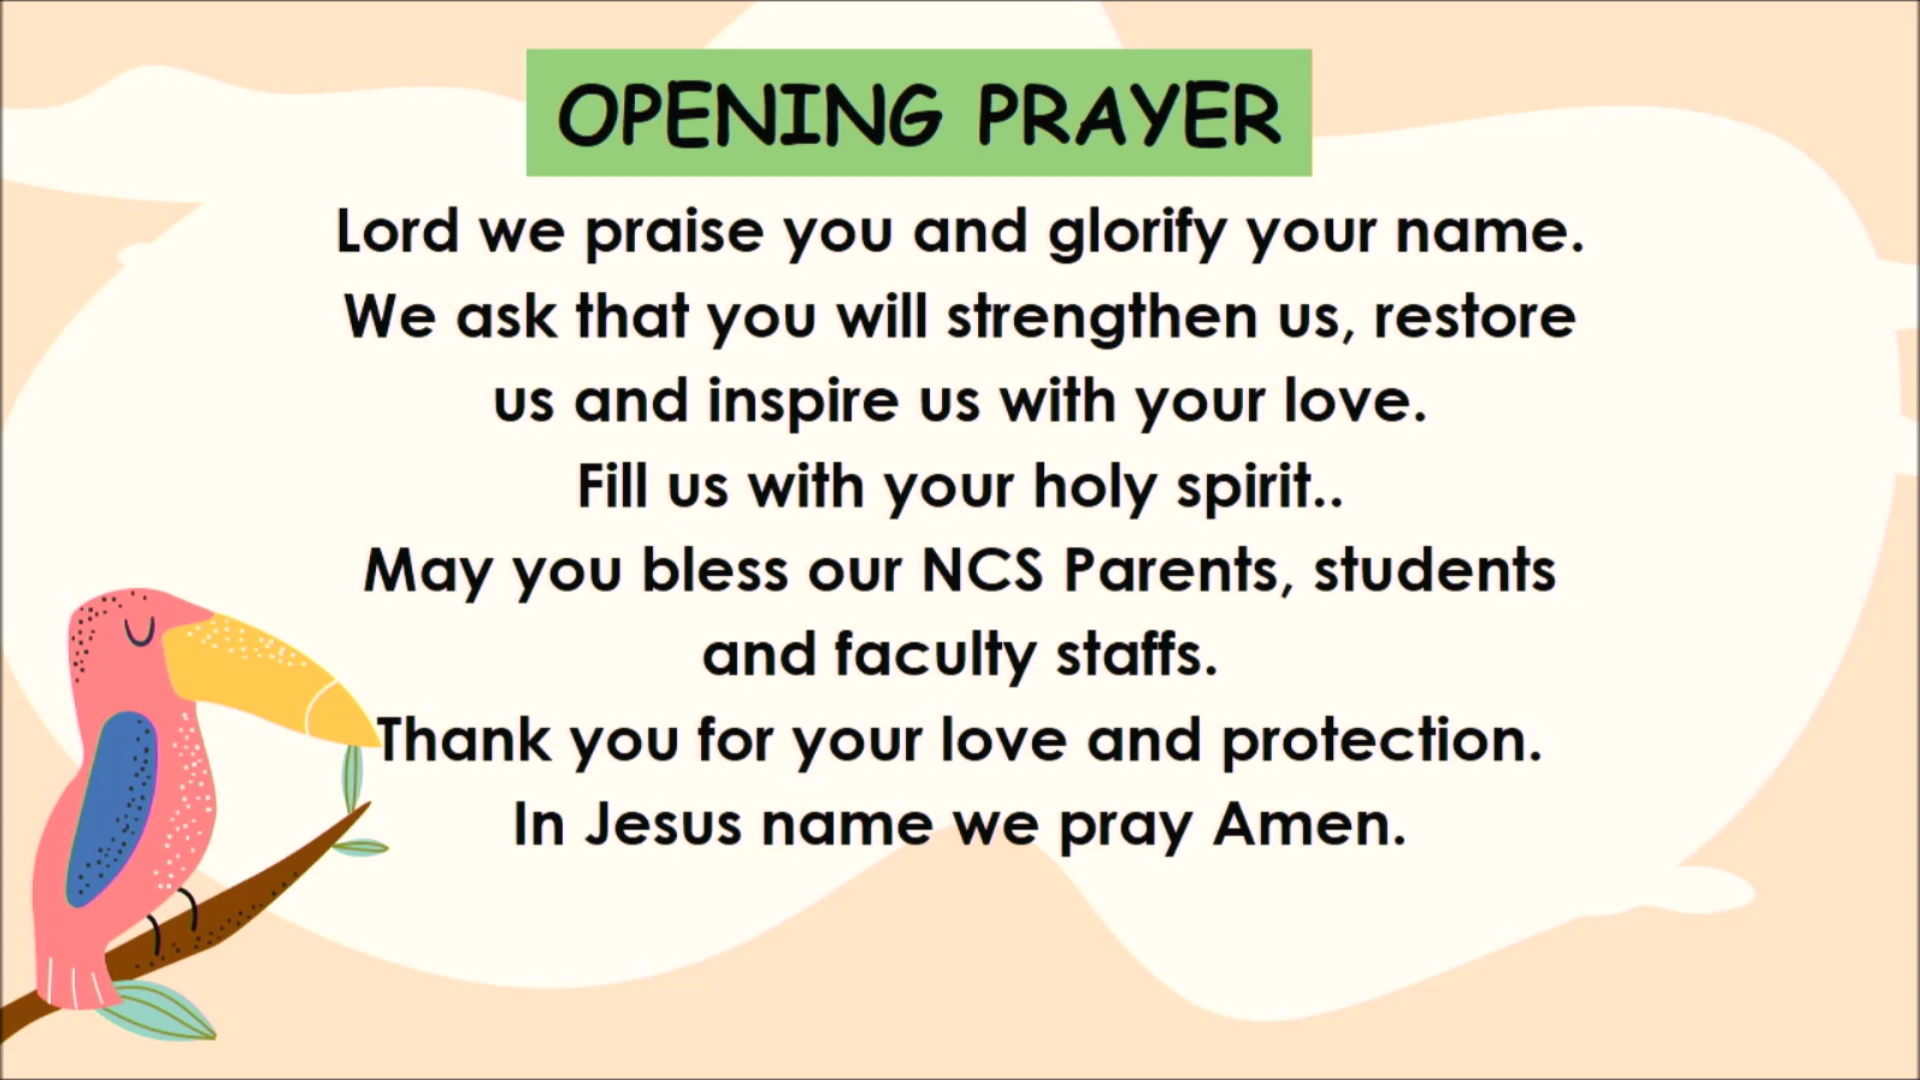 OPENING PRAYER
Lord we praise you and glorify your name.
We ask that you will strengthen us, restore
us and inspire us with your love.
Fill us with your holy spirit..
May you bless our NCS Parents, students
and faculty staffs.
Thank you for your love and protection.
In Jesus name we pray Amen.